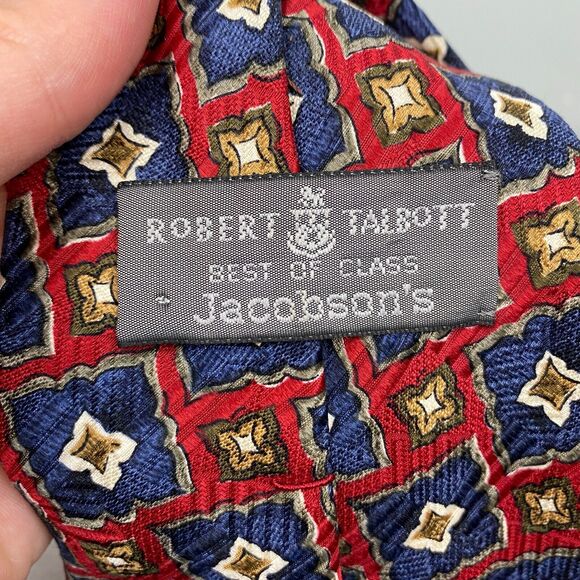 ROBERT TALBOTT
BEST OF CLASS
Jacobson's